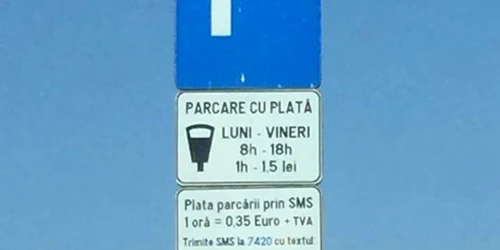 PARCARE CU PLATĂ
LUNI - VINERI
8h - 18h
1h - 1,5 lei
Plata parcării prin SMS
1 oră = 0,35 Euro + TVA
Trimite SMS la 7420 cu textul: